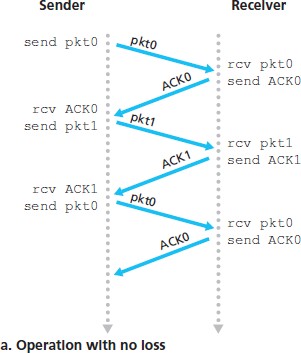 Sender Receiver
send pkt0
pkt0
rcv pkt0
send ACK0
ACK0
rcv ACK0
send pkt1
pkt1
rcv pkt1
send ACK1
ACK1
rcv ACK1
send pkt0
pkt0
rcv pkt0
send ACK0
ACK0
a. Operation with no loss